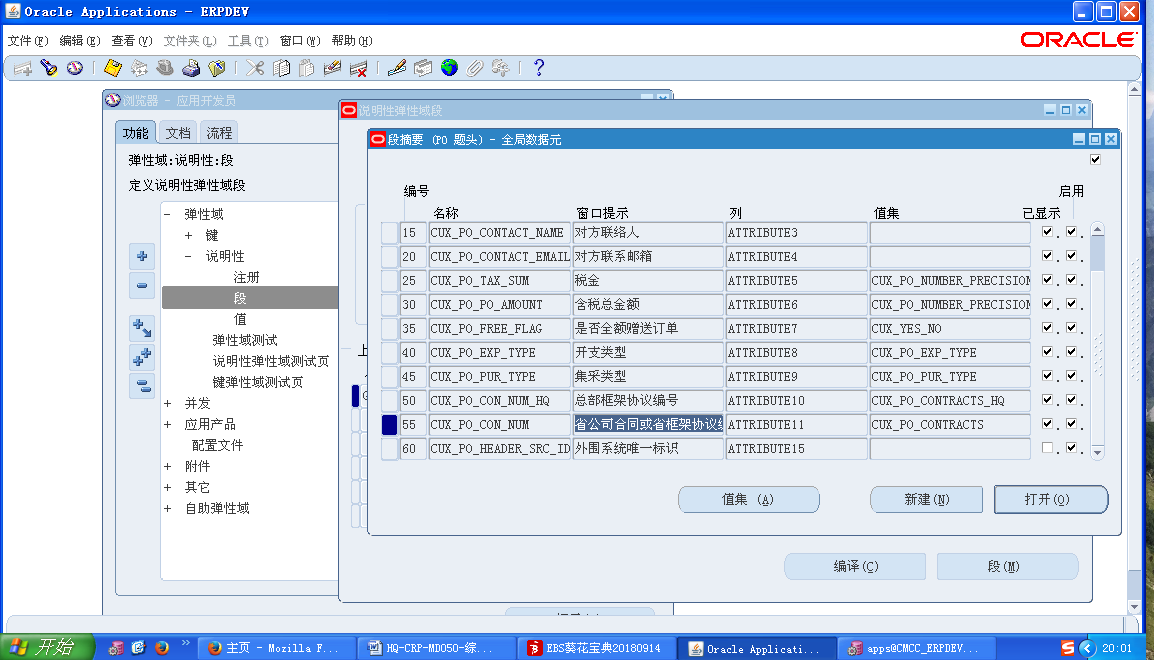 Oracle Applications - ERPDEV
文件(F) 编辑(E) 查看(V) 文件夹(L) 工具(T) 窗口(W) 帮助(H)
ORACLE
浏览器 - 应用开发员
功能 文档 流程
弹性域:说明性:段
定义说明性弹性域段
- 弹性域
+ 键
- 说明性
注册
段
值
弹性域测试
说明性弹性域测试页
键弹性域测试页
+ 并发
+ 应用产品
配置文件
+ 附件
+ 其它
+ 自助弹性域
说明性弹性域段
段摘要 (PO 题头) - 全局数据元
编号 启用
名称 窗口提示 列 值集 已显示
15 CUX_PO_CONTACT_NAME 对方联络人 ATTRIBUTE3
20 CUX_PO_CONTACT_EMAIL 对方联系邮箱 ATTRIBUTE4
25 CUX_PO_TAX_SUM 税金 ATTRIBUTE5 CUX_PO_NUMBER_PRECISION
30 CUX_PO_PO_AMOUNT 含税总金额 ATTRIBUTE6 CUX_PO_NUMBER_PRECISION
35 CUX_PO_FREE_FLAG 是否全额赠送订单 ATTRIBUTE7 CUX_YES_NO
40 CUX_PO_EXP_TYPE 开支类型 ATTRIBUTE8 CUX_PO_EXP_TYPE
45 CUX_PO_PUR_TYPE 集采类型 ATTRIBUTE9 CUX_PO_PUR_TYPE
50 CUX_PO_CON_NUM_HQ 总部框架协议编号 ATTRIBUTE10 CUX_PO_CONTRACTS_HQ
55 CUX_PO_CON_NUM 省公司合同或省框架协议 ATTRIBUTE11 CUX_PO_CONTRACTS
60 CUX_PO_HEADER_SRC_ID 外围系统唯一标识 ATTRIBUTE15
值集 (A) 新建(N) 打开(O)
编译(C) 段(M)
开始 主页 - Mozilla F... HQ-CRP-MD050-综... EBS葵花宝典20180914 Oracle Applicati... apps@CMCC_ERPDEV... 20:01